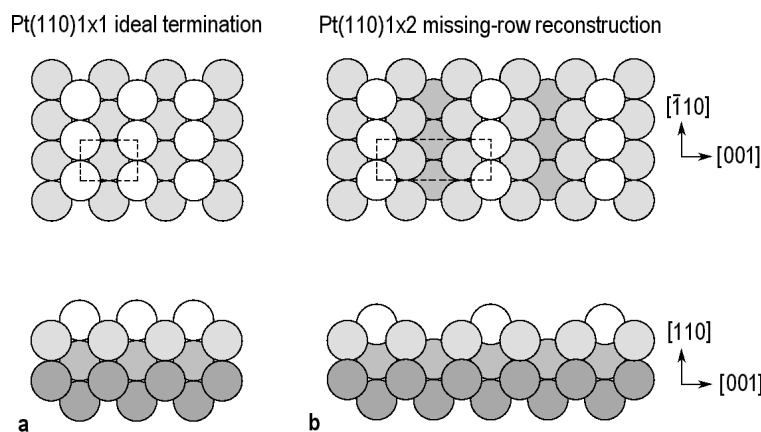 Pt(110)1x1 ideal termination
Pt(110)1x2 missing-row reconstruction
[1̄10]
[001]
[110]
[001]
a
b